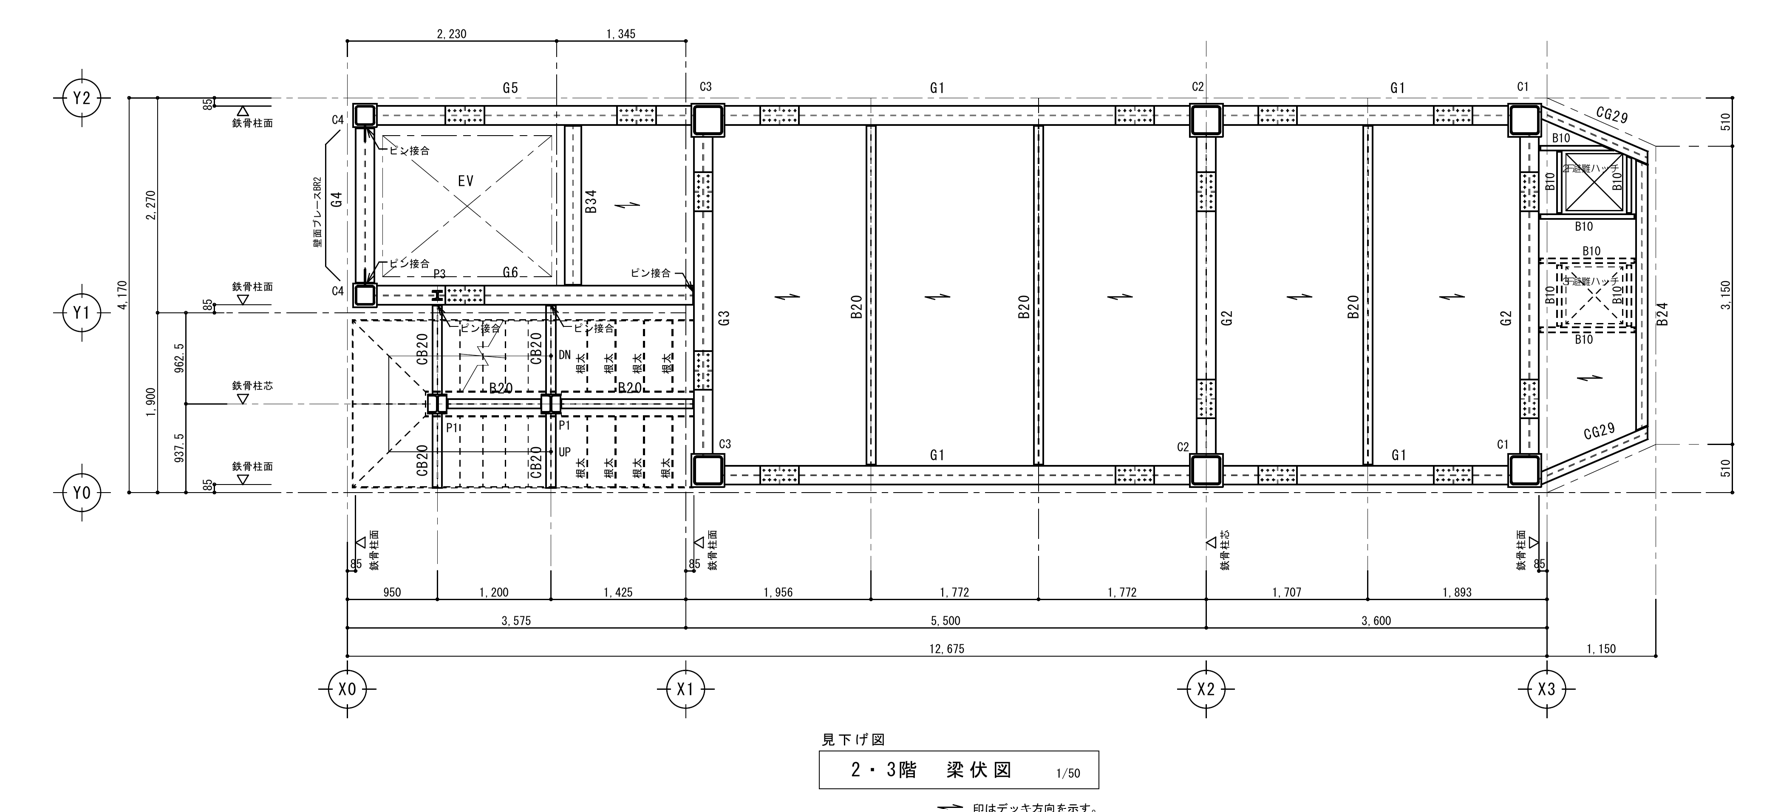 2,230
1,345
G5
C3
G1
C2
G1
C1
Y2
85
鉄骨柱面
C4
ピン接合
CG29
510
B10
EV
2F避難ハッチ
B10
B10
壁面ブレースBR2
G4
B34
2,270
B10
B10
ピン接合
P3
G6
ピン接合
鉄骨柱面
C4
4,170
85
Y1
B20
B20
B20
B10
B10
G3
G2
G2
B24
3,150
ピン接合
ピン接合
B10
962.5
CB20
CB20
DN
根太
根太
根太
根太
鉄骨柱芯
B20
B20
1,900
P1
P1
CG29
937.5
CB20
CB20
UP
根太
根太
根太
根太
C3
G1
C2
G1
C1
鉄骨柱面
85
Y0
510
鉄骨柱面
鉄骨柱面
鉄骨柱芯
鉄骨柱面
85
85
85
950
1,200
1,425
1,956
1,772
1,772
1,707
1,893
3,575
5,500
3,600
12,675
1,150
X0
X1
X2
X3
見下げ図
2・3階 梁伏図 1/50
印はデッキ方向を示す。